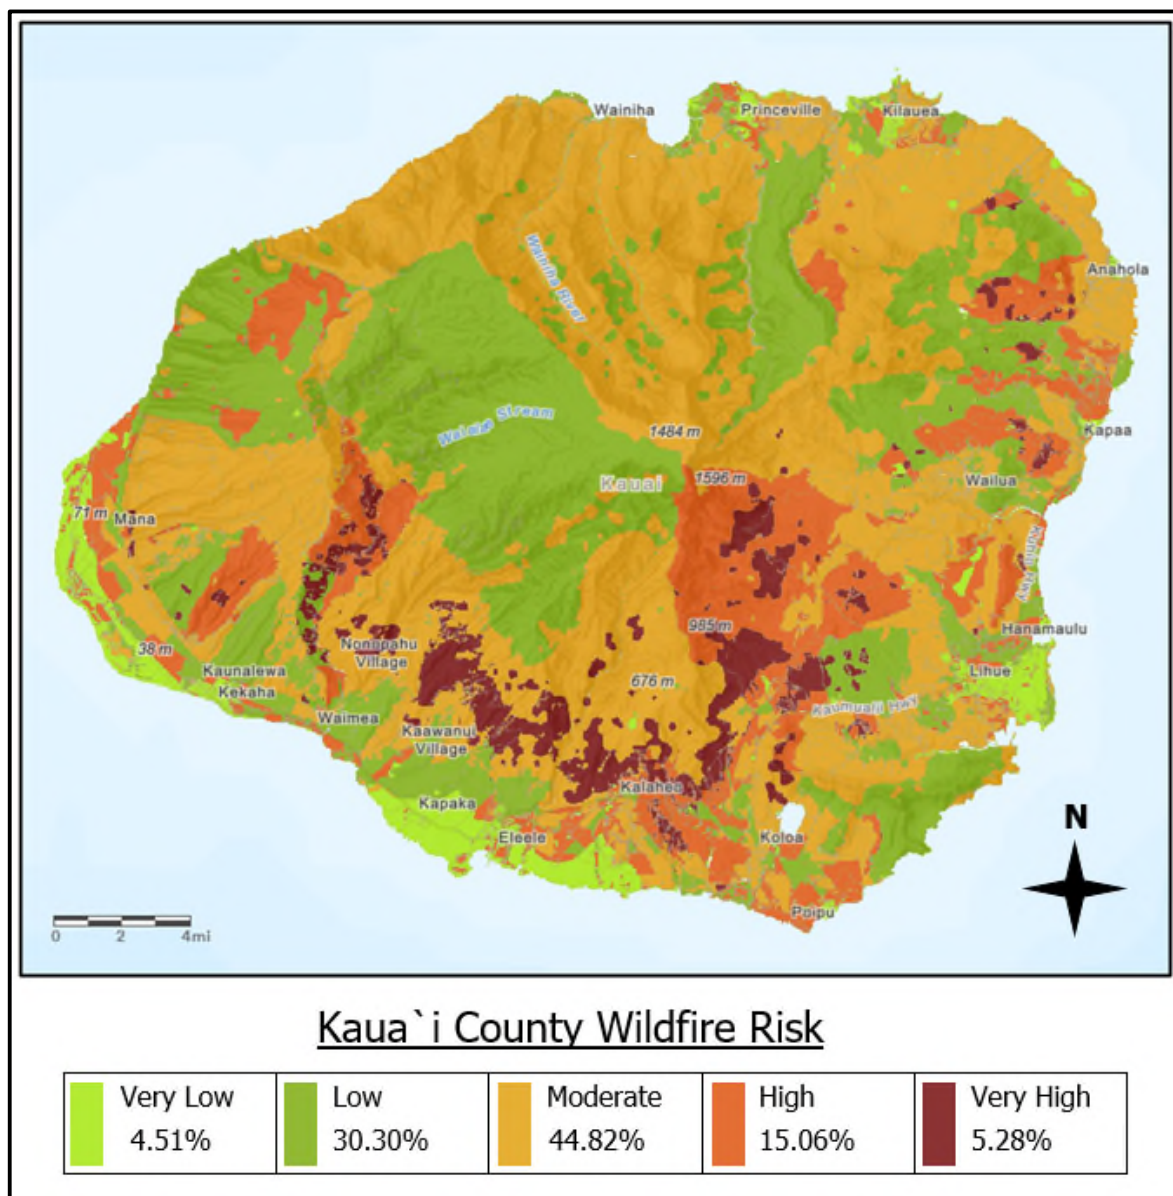 Wainiha
Princeville
Kilauea
Wainiha River
Anahola
1484 m
Kapaa
Kauai
1596 m
Wailua
71 m
Mana
Kuhio Hwy
985 m
Hanamaulu
Nonopahu
Village
38 m
Kaunalewa
Kekaha
676 m
Lihue
Waimea
Kaumualii Hwy
Kaawanui
Village
Kalaheo
Kapaka
Eleele
Koloa
N
Poipu
0 2 4mi
Kaua`i County Wildfire Risk
Very Low
4.51%
Low
30.30%
Moderate
44.82%
High
15.06%
Very High
5.28%